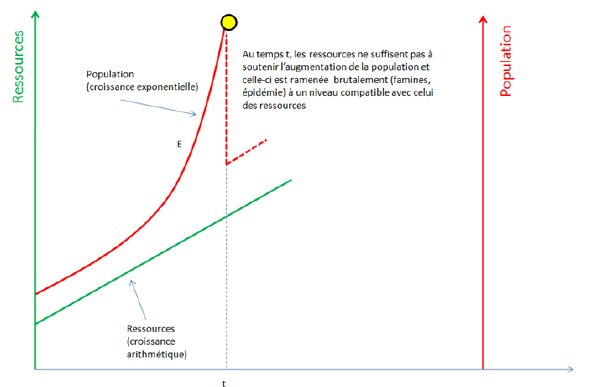 Ressources
Population
(croissance exponentielle)
E
Au temps t, les ressources ne suffisent pas à
soutenir l’augmentation de la population et
celle-ci est ramenée brutalement (famines,
épidémie) à un niveau compatible avec celui
des ressources
Population
Ressources
(croissance
arithmétique)
t